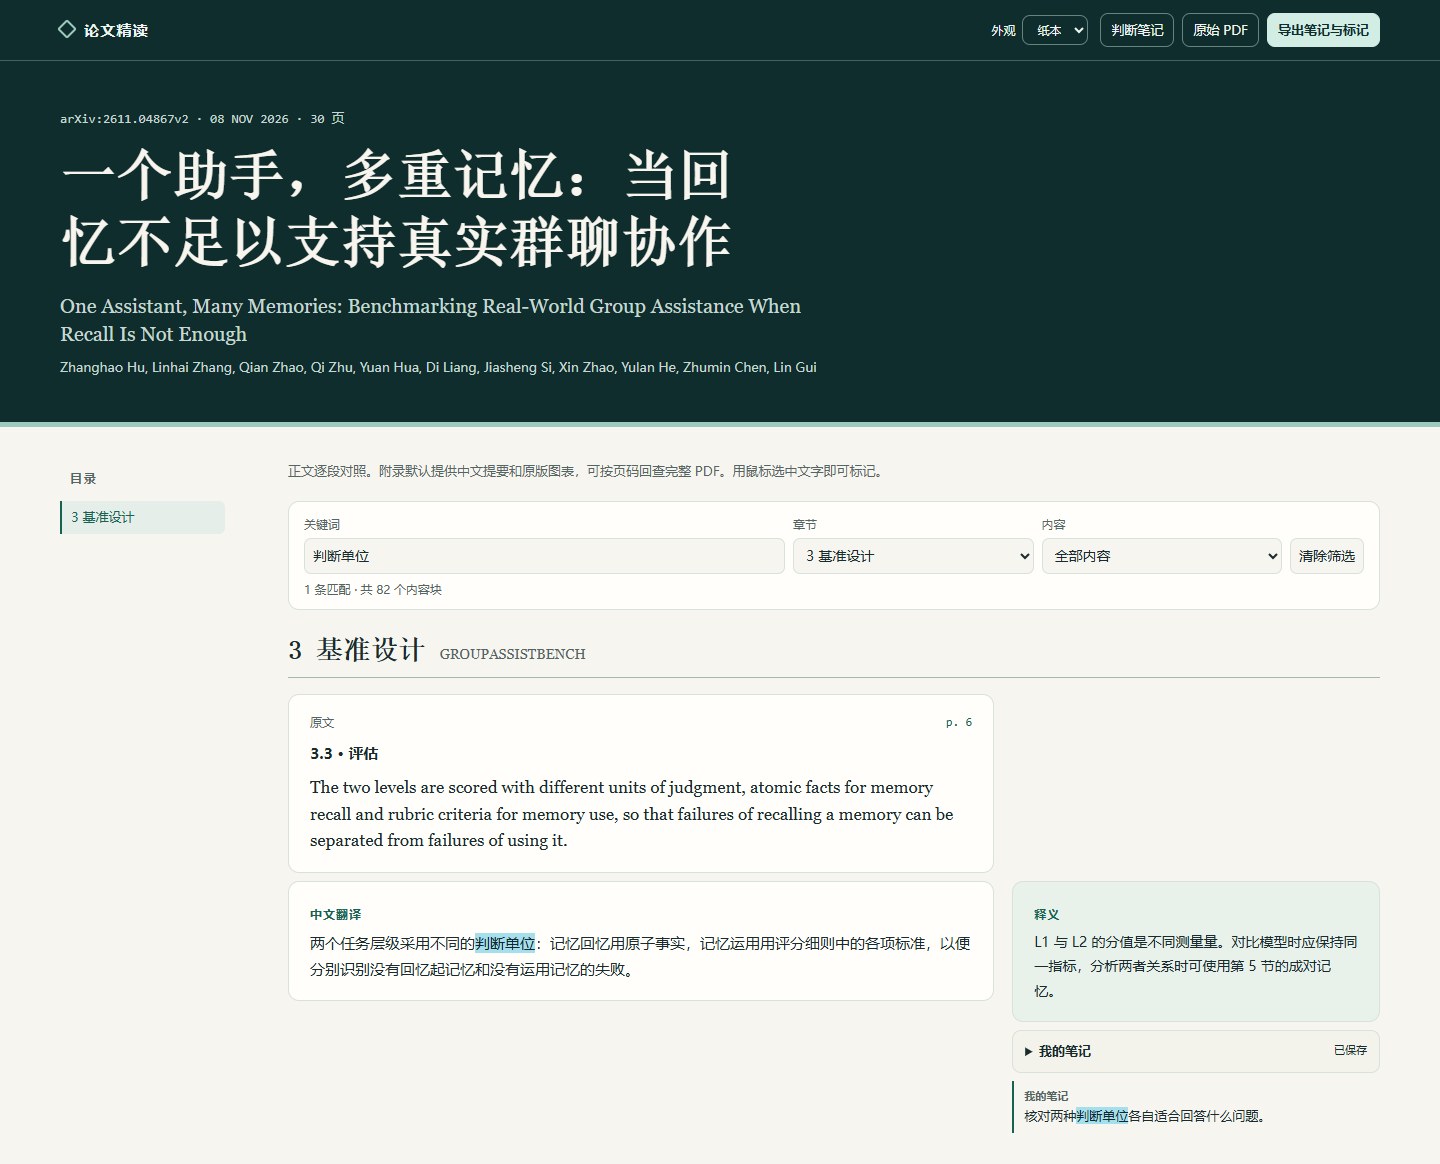 论文精读
外观 纸本 判断笔记 原始 PDF 导出笔记与标记
arXiv:2611.04867v2 · 08 NOV 2026 · 30 页
一个助手，多重记忆：当回
忆不足以支持真实群聊协作
One Assistant, Many Memories: Benchmarking Real-World Group Assistance When
Recall Is Not Enough
Zhanghao Hu, Linhai Zhang, Qian Zhao, Qi Zhu, Yuan Hua, Di Liang, Jiasheng Si, Xin Zhao, Yulan He, Zhumin Chen, Lin Gui
目录
3 基准设计
正文逐段对照。附录默认提供中文提要和原版图表，可按页码回查完整 PDF。用鼠标选中文字即可标记。
关键词 章节 内容
判断单位 3 基准设计 全部内容 清除筛选
1 条匹配 · 共 82 个内容块
3 基准设计 GROUPASSISTBENCH
原文 p. 6
3.3 • 评估
The two levels are scored with different units of judgment, atomic facts for memory
recall and rubric criteria for memory use, so that failures of recalling a memory can be
separated from failures of using it.
中文翻译
两个任务层级采用不同的判断单位：记忆回忆用原子事实，记忆运用用评分细则中的各项标准，以便
分别识别没有回忆起记忆和没有运用记忆的失败。
释义
L1 与 L2 的分值是不同测量量。对比模型时应保持同
一指标，分析两者关系时可使用第 5 节的成对记
忆。
我的笔记 已保存
我的笔记
核对两种判断单位各自适合回答什么问题。